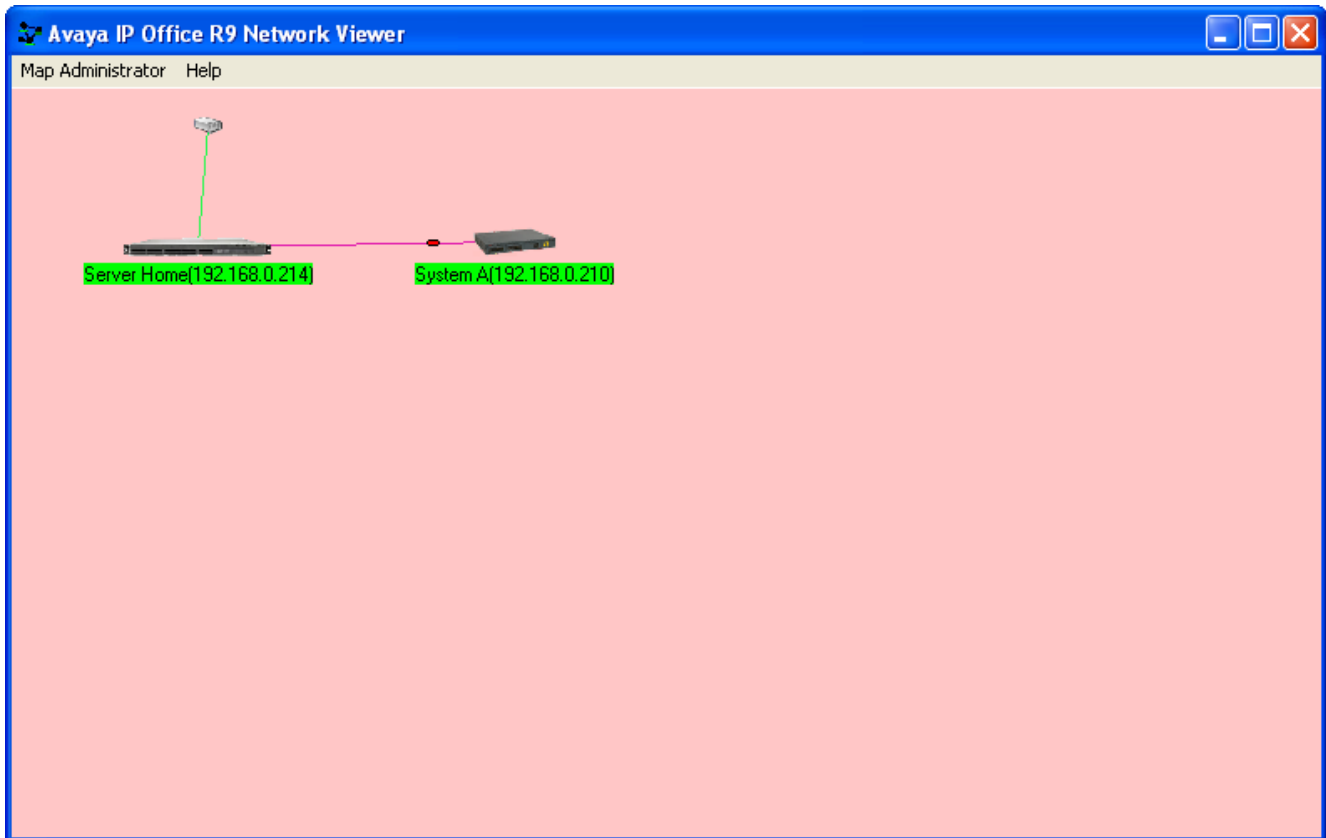 Avaya IP Office R9 Network Viewer
Map Administrator Help
Server Home(192.168.0.214) System A(192.168.0.210)